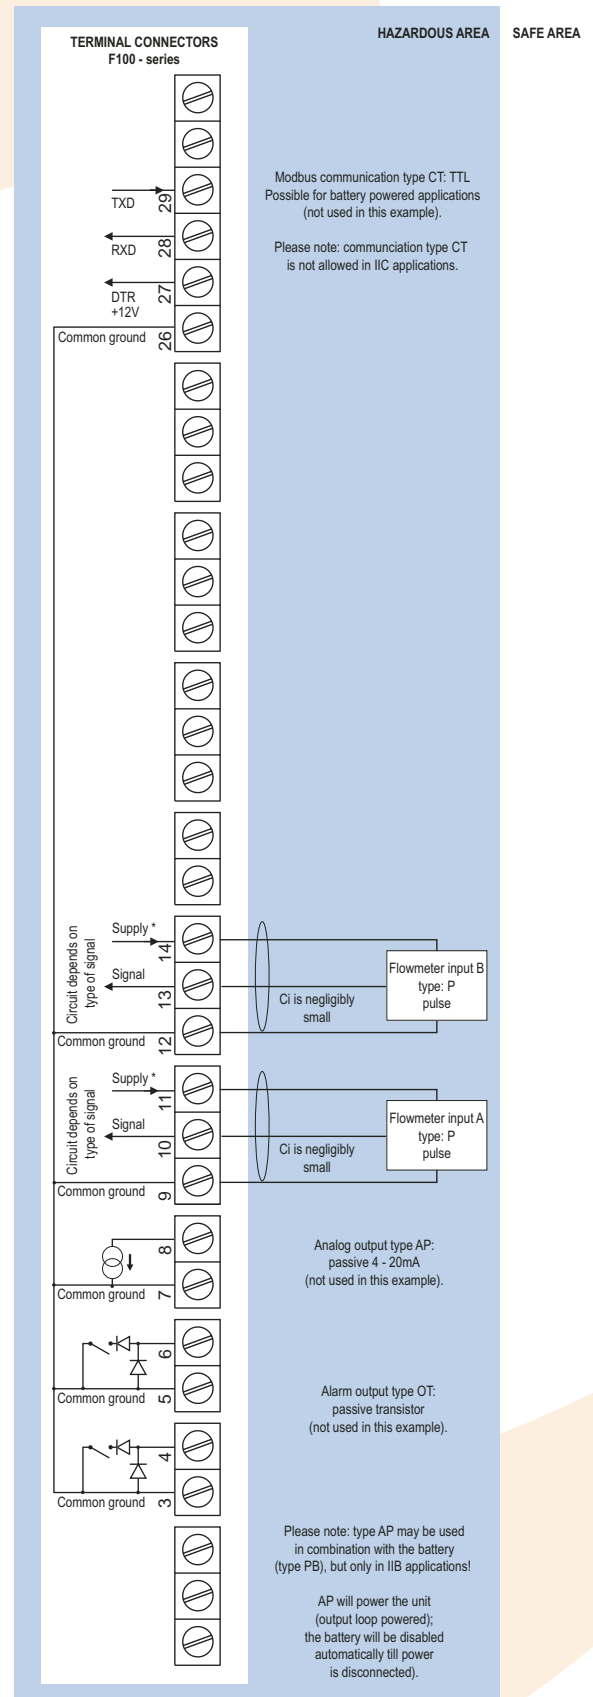 HAZARDOUS AREA
SAFE AREA
TERMINAL CONNECTORS
F100 - series
Modbus communication type CT: TTL
Possible for battery powered applications
(not used in this example).
Please note: communciation type CT
is not allowed in IIC applications.
TXD
29
RXD
28
DTR
+12V
27
Common ground
26
Circuit depends on
type of signal
Supply *
14
Signal
13
Common ground
12
Ci is negligibly
small
Flowmeter input B
type: P
pulse
Circuit depends on
type of signal
Supply *
11
Signal
10
Common ground
9
Ci is negligibly
small
Flowmeter input A
type: P
pulse
8
Common ground
7
Analog output type AP:
passive 4 - 20mA
(not used in this example).
6
Common ground
5
Alarm output type OT:
passive transistor
(not used in this example).
4
Common ground
3
Please note: type AP may be used
in combination with the battery
(type PB), but only in IIB applications!
AP will power the unit
(output loop powered);
the battery will be disabled
automatically till power
is disconnected).